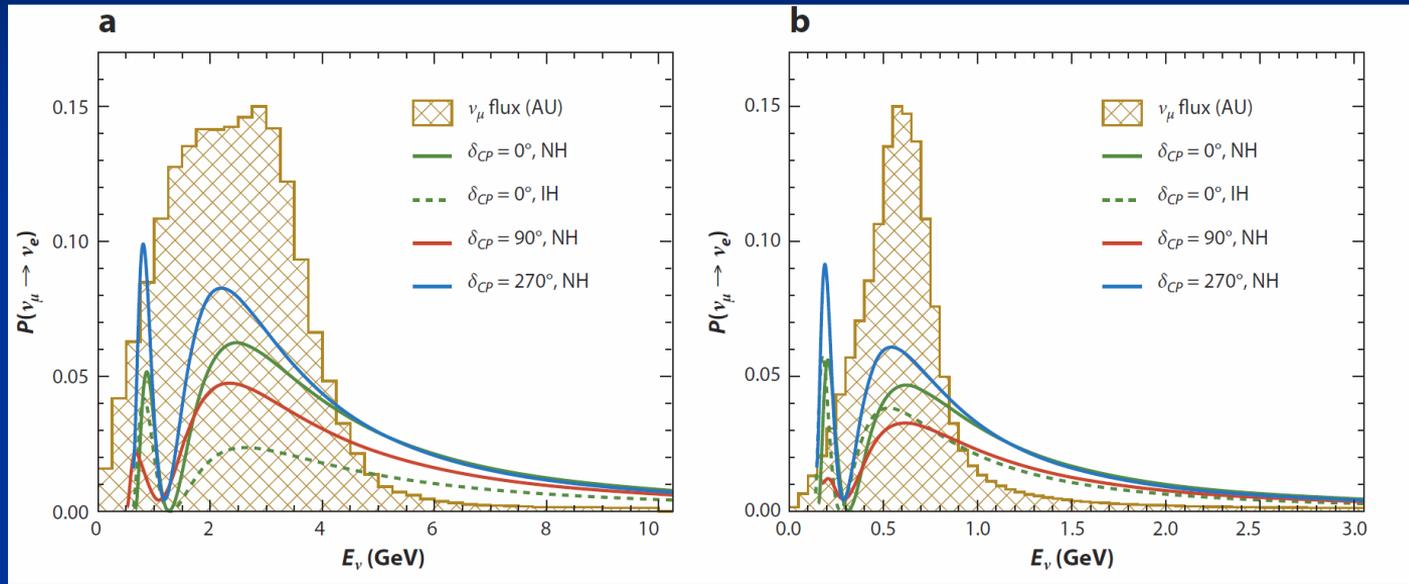 a
P(νμ → νe)
0.15
0.10
0.05
0.00
νμ flux (AU)
δCP = 0°, NH
δCP = 0°, IH
δCP = 90°, NH
δCP = 270°, NH
0 2 4 6 8 10
Eν (GeV)
b
P(νμ → νe)
0.15
0.10
0.05
0.00
νμ flux (AU)
δCP = 0°, NH
δCP = 0°, IH
δCP = 90°, NH
δCP = 270°, NH
0.0 0.5 1.0 1.5 2.0 2.5 3.0
Eν (GeV)